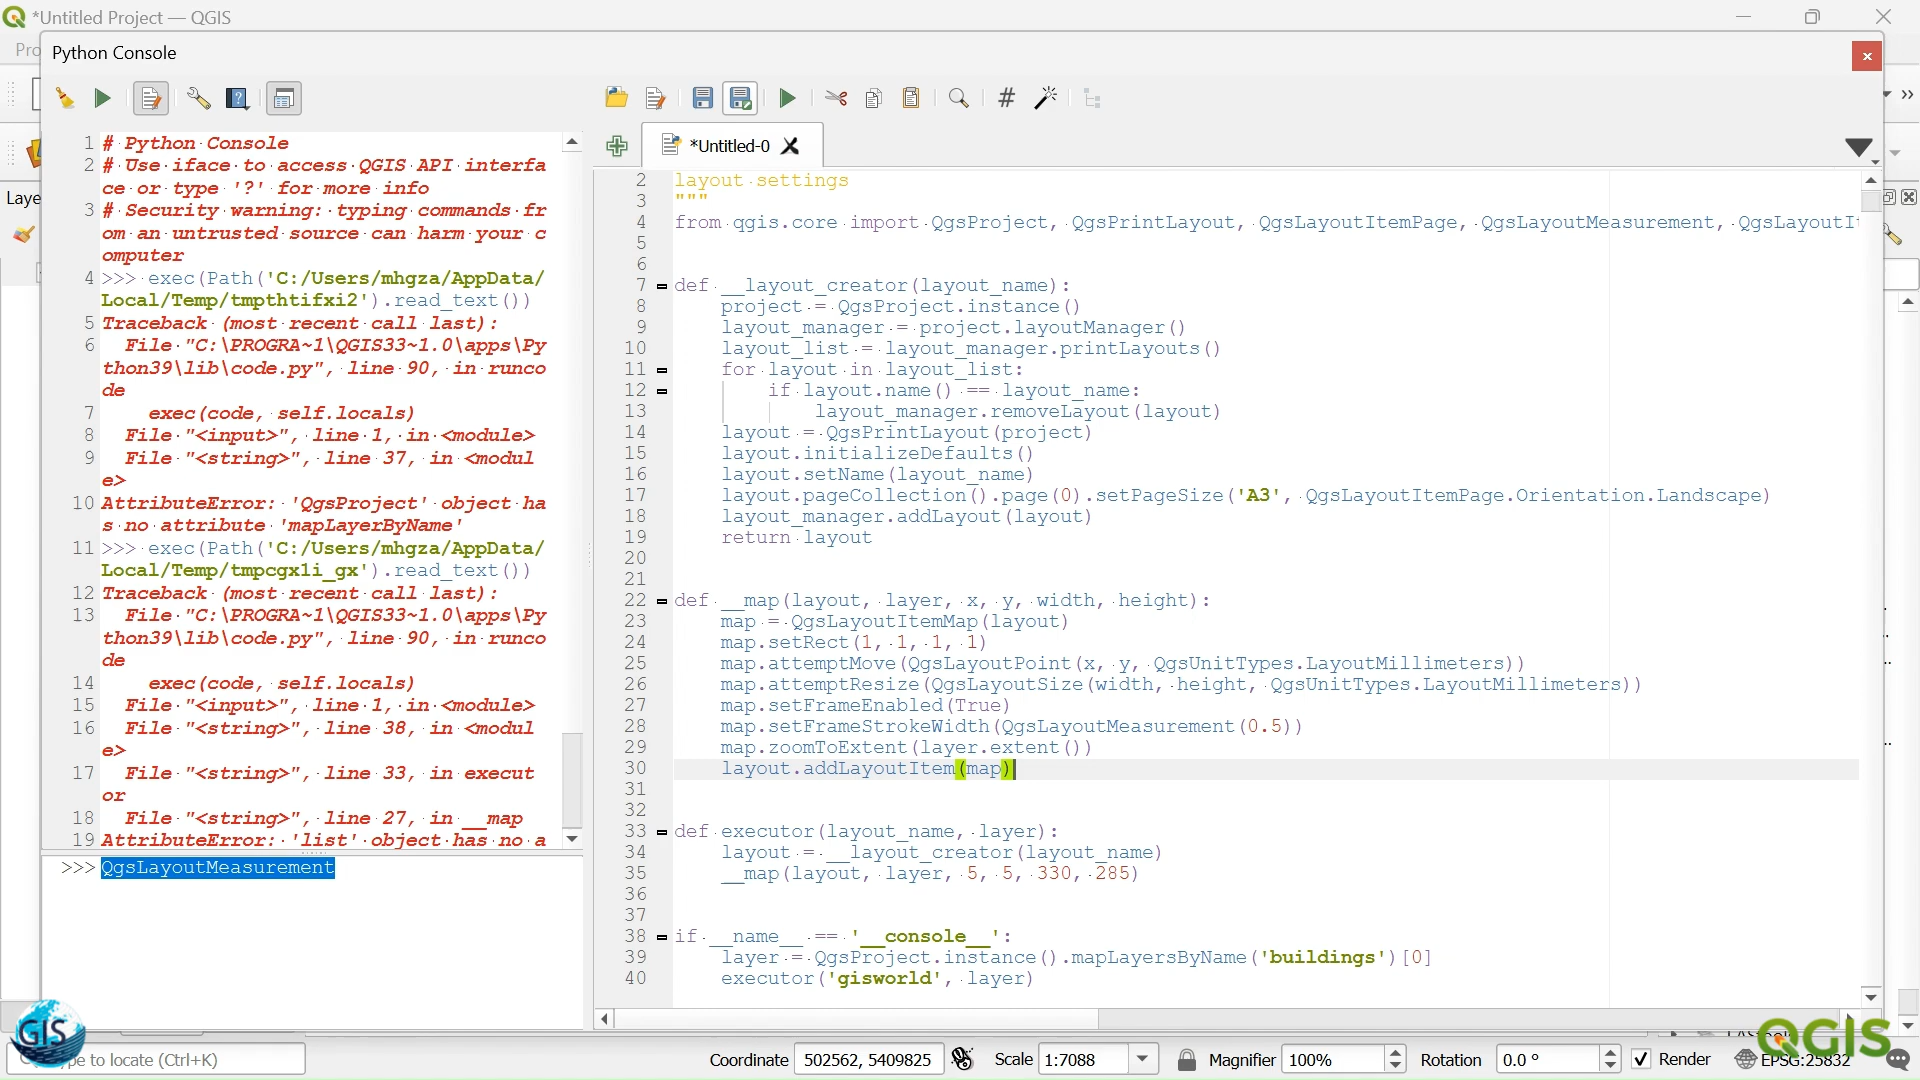 *Untitled Project — QGIS
Pro
Python Console
*Untitled-0
Laye
1 # Python Console
2 # Use iface to access QGIS API interfa
ce or type '?' for more info
3 # Security warning: typing commands fr
om an untrusted source can harm your c
omputer
4 >>> exec(Path('C:/Users/mhgza/AppData/
Local/Temp/tmpthtifxi2').read_text())
5 Traceback (most recent call last):
6 File "C:\PROGRA~1\QGIS33~1.0\apps\Py
thon39\lib\code.py", line 90, in runco
de
7 exec(code, self.locals)
8 File "<input>", line 1, in <module>
9 File "<string>", line 37, in <modul
e>
10 AttributeError: 'QgsProject' object ha
s no attribute 'mapLayerByName'
11 >>> exec(Path('C:/Users/mhgza/AppData/
Local/Temp/tmpcgx1i_gx').read_text())
12 Traceback (most recent call last):
13 File "C:\PROGRA~1\QGIS33~1.0\apps\Py
thon39\lib\code.py", line 90, in runco
de
14 exec(code, self.locals)
15 File "<input>", line 1, in <module>
16 File "<string>", line 38, in <modul
e>
17 File "<string>", line 33, in execut
or
18 File "<string>", line 27, in __map
19 AttributeError: 'list' object has no a
>>> QgsLayoutMeasurement
2 layout settings
3 """
4 from qgis.core import QgsProject, QgsPrintLayout, QgsLayoutItemPage, QgsLayoutMeasurement, QgsLayoutIt
5
6
7 def __layout_creator(layout_name):
8 project = QgsProject.instance()
9 layout_manager = project.layoutManager()
10 layout_list = layout_manager.printLayouts()
11 for layout in layout_list:
12 if layout.name() == layout_name:
13 layout_manager.removeLayout(layout)
14 layout = QgsPrintLayout(project)
15 layout.initializeDefaults()
16 layout.setName(layout_name)
17 layout.pageCollection().page(0).setPageSize('A3', QgsLayoutItemPage.Orientation.Landscape)
18 layout_manager.addLayout(layout)
19 return layout
20
21
22 def __map(layout, layer, x, y, width, height):
23 map = QgsLayoutItemMap(layout)
24 map.setRect(1, 1, 1, 1)
25 map.attemptMove(QgsLayoutPoint(x, y, QgsUnitTypes.LayoutMillimeters))
26 map.attemptResize(QgsLayoutSize(width, height, QgsUnitTypes.LayoutMillimeters))
27 map.setFrameEnabled(True)
28 map.setFrameStrokeWidth(QgsLayoutMeasurement(0.5))
29 map.zoomToExtent(layer.extent())
30 layout.addLayoutItem(map)
31
32
33 def executor(layout_name, layer):
34 layout = __layout_creator(layout_name)
35 __map(layout, layer, 5, 5, 330, 285)
36
37
38 if __name__ == '__console__':
39 layer = QgsProject.instance().mapLayersByName('buildings')[0]
40 executor('gisworld', layer)
GIS
QGIS
pe to locate (Ctrl+K)
Coordinate 502562, 5409825 Scale 1:7088 Magnifier 100% Rotation 0.0 ° Render EPSG:25832